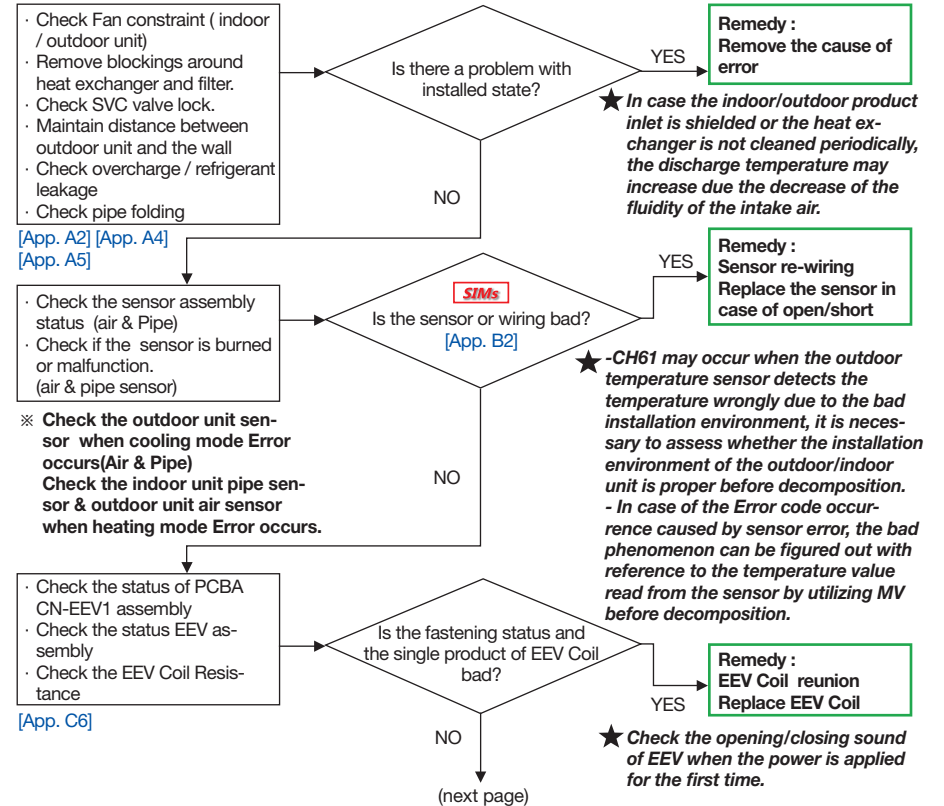 · Check Fan constraint ( indoor
/ outdoor unit)
· Remove blockings around
heat exchanger and filter.
· Check SVC valve lock.
· Maintain distance between
outdoor unit and the wall
· Check overcharge / refrigerant
leakage
· Check pipe folding
[App. A2] [App. A4]
[App. A5]
Is there a problem with
installed state?
YES
NO
Remedy :
Remove the cause of
error
★ In case the indoor/outdoor product
inlet is shielded or the heat ex-
changer is not cleaned periodically,
the discharge temperature may
increase due the decrease of the
fluidity of the intake air.
· Check the sensor assembly
status (air & Pipe)
· Check if the sensor is burned
or malfunction.
(air & pipe sensor)
※ Check the outdoor unit sen-
sor when cooling mode Error
occurs(Air & Pipe)
Check the indoor unit pipe sen-
sor & outdoor unit air sensor
when heating mode Error occurs.
SIMs
Is the sensor or wiring bad?
[App. B2]
YES
NO
Remedy :
Sensor re-wiring
Replace the sensor in
case of open/short
★ -CH61 may occur when the outdoor
temperature sensor detects the
temperature wrongly due to the bad
installation environment, it is neces-
sary to assess whether the installation
environment of the outdoor/indoor
unit is proper before decomposition.
- In case of the Error code occur-
rence caused by sensor error, the bad
phenomenon can be figured out with
reference to the temperature value
read from the sensor by utilizing MV
before decomposition.
· Check the status of PCBA
CN-EEV1 assembly
· Check the status EEV as-
sembly
· Check the EEV Coil Resis-
tance
[App. C6]
Is the fastening status and
the single product of EEV Coil
bad?
YES
NO
Remedy :
EEV Coil reunion
Replace EEV Coil
★ Check the opening/closing sound
of EEV when the power is applied
for the first time.
(next page)